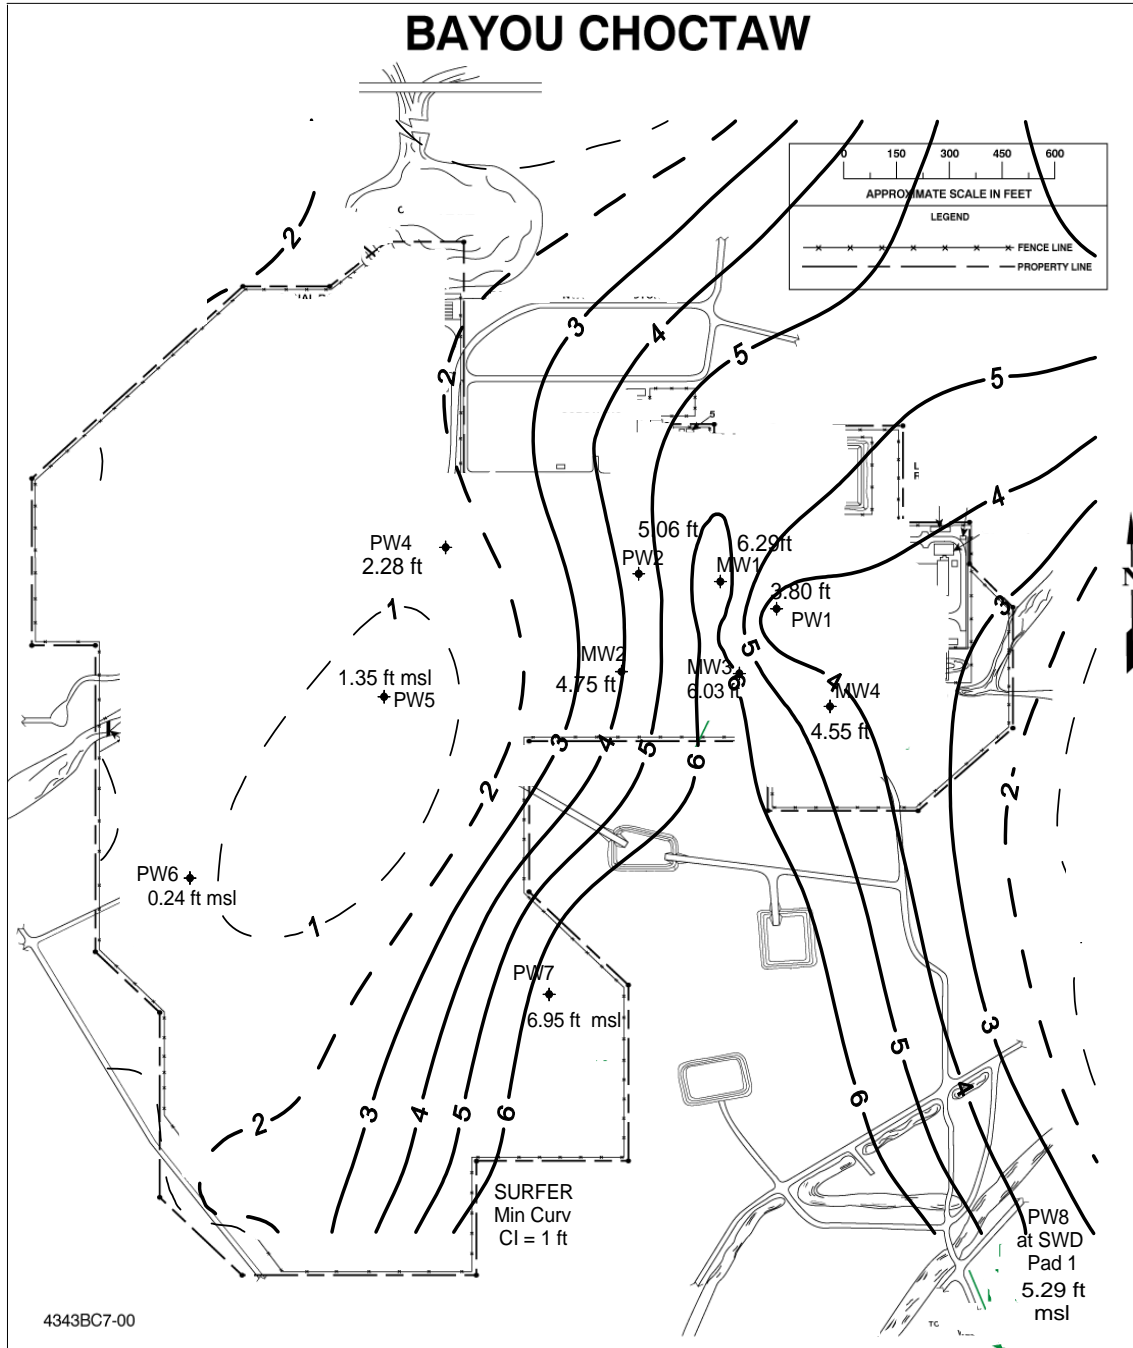 BAYOU CHOCTAW
0 150 300 450 600
APPROXIMATE SCALE IN FEET
LEGEND
FENCE LINE
PROPERTY LINE
C
2
3
4
5
2
5
5
4
5.06 ft
6.29ft
PW4
2.28 ft
PW2
MW1
3.80 ft
PW1
1
3
5
MW2
4.75 ft
MW3
6.03 ft
6
4
MW4
4.55 ft
1.35 ft msl
PW5
N
3
4
5
6
2
2
PW6
0.24 ft msl
1
PW7
6.95 ft msl
3
5
4
6
2
3
4
5
6
SURFER
Min Curv
CI = 1 ft
PW8
at SWD
Pad 1
5.29 ft
msl
TC
4343BC7-00